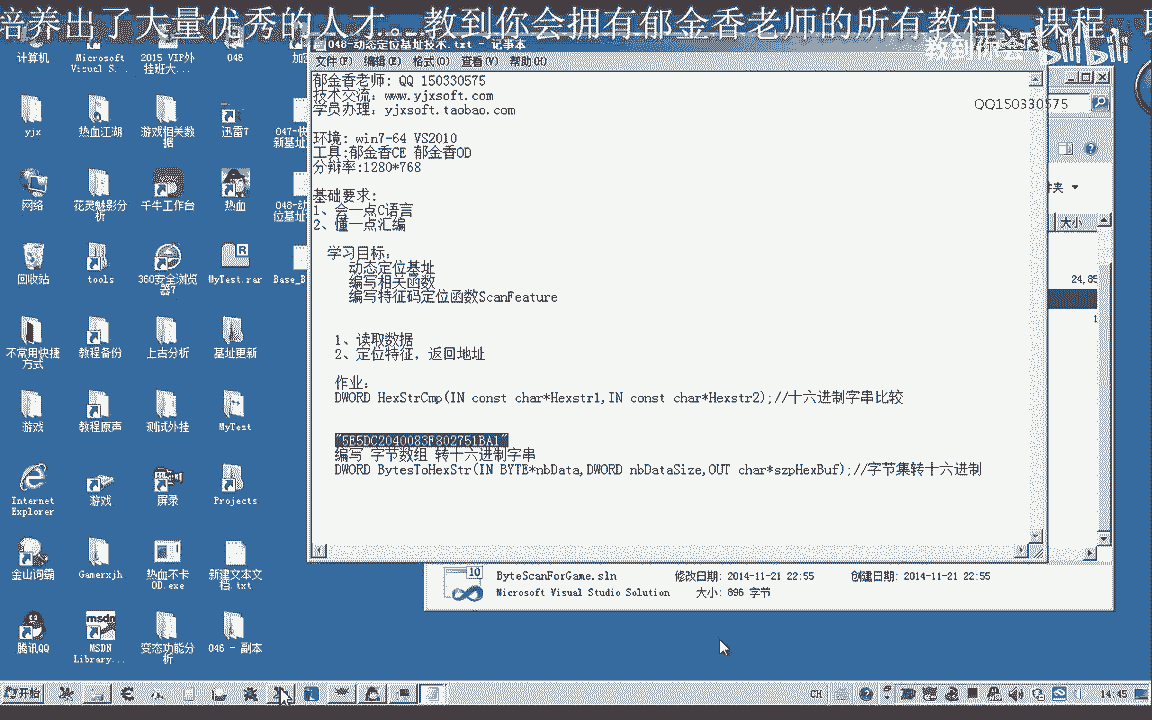 培养出了大量优秀的人才。教到你会拥有郁金香老师的所有教程、课程、
教到你会
bilibili
QQ150330575
048-动态定位基址技术.txt - 记事本
文件(F) 编辑(E) 格式(O) 查看(V) 帮助(H)
郁金香老师: QQ 150330575
技术交流: www.yjxsoft.com
学员办理: yjxsoft.taobao.com
环境: win7-64 VS2010
工具:郁金香CE 郁金香OD
分辩率:1280*768
基础要求:
1、会一点C语言
2、懂一点汇编
学习目标:
动态定位基址
编写相关函数
编写特征码定位函数ScanFeature
1、读取数据
2、定位特征,返回地址
作业:
DWORD HexStrCmp(IN const char*Hexstr1,IN const char*Hexstr2);//十六进制字串比较
"5E5DC2040083F802751BA1"
编写 字节数组 转十六进制字串
DWORD BytesToHexStr(IN BYTE*nbData,DWORD nbDataSize,OUT char*szpHexBuf);//字节集转十六进制
大小
24,85
1
ByteScanForGame.sln 修改日期: 2014-11-21 22:55 创建日期: 2014-11-21 22:55
Microsoft Visual Studio Solution 大小: 896 字节
计算机
Microsoft Visual S...
2015 VIP外挂班大...
046
yjx
热血江湖
游戏相关数据
迅雷7
网络
花灵魅影分析
千牛工作台
热血
回收站
tools
360安全浏览器7
MyTest.rar
Base_B
不常用快捷方式
教程备份
上古分析
基址更新
游戏
教程原声
测试外挂
MyTest
Internet Explorer
游戏
屏录
Projects
金山词霸
Gamerxjh
热血不卡OD.exe
新建文本文档.txt
腾讯QQ
MSDN Library...
变态功能分析
046 - 副本
开始
CH
14:45